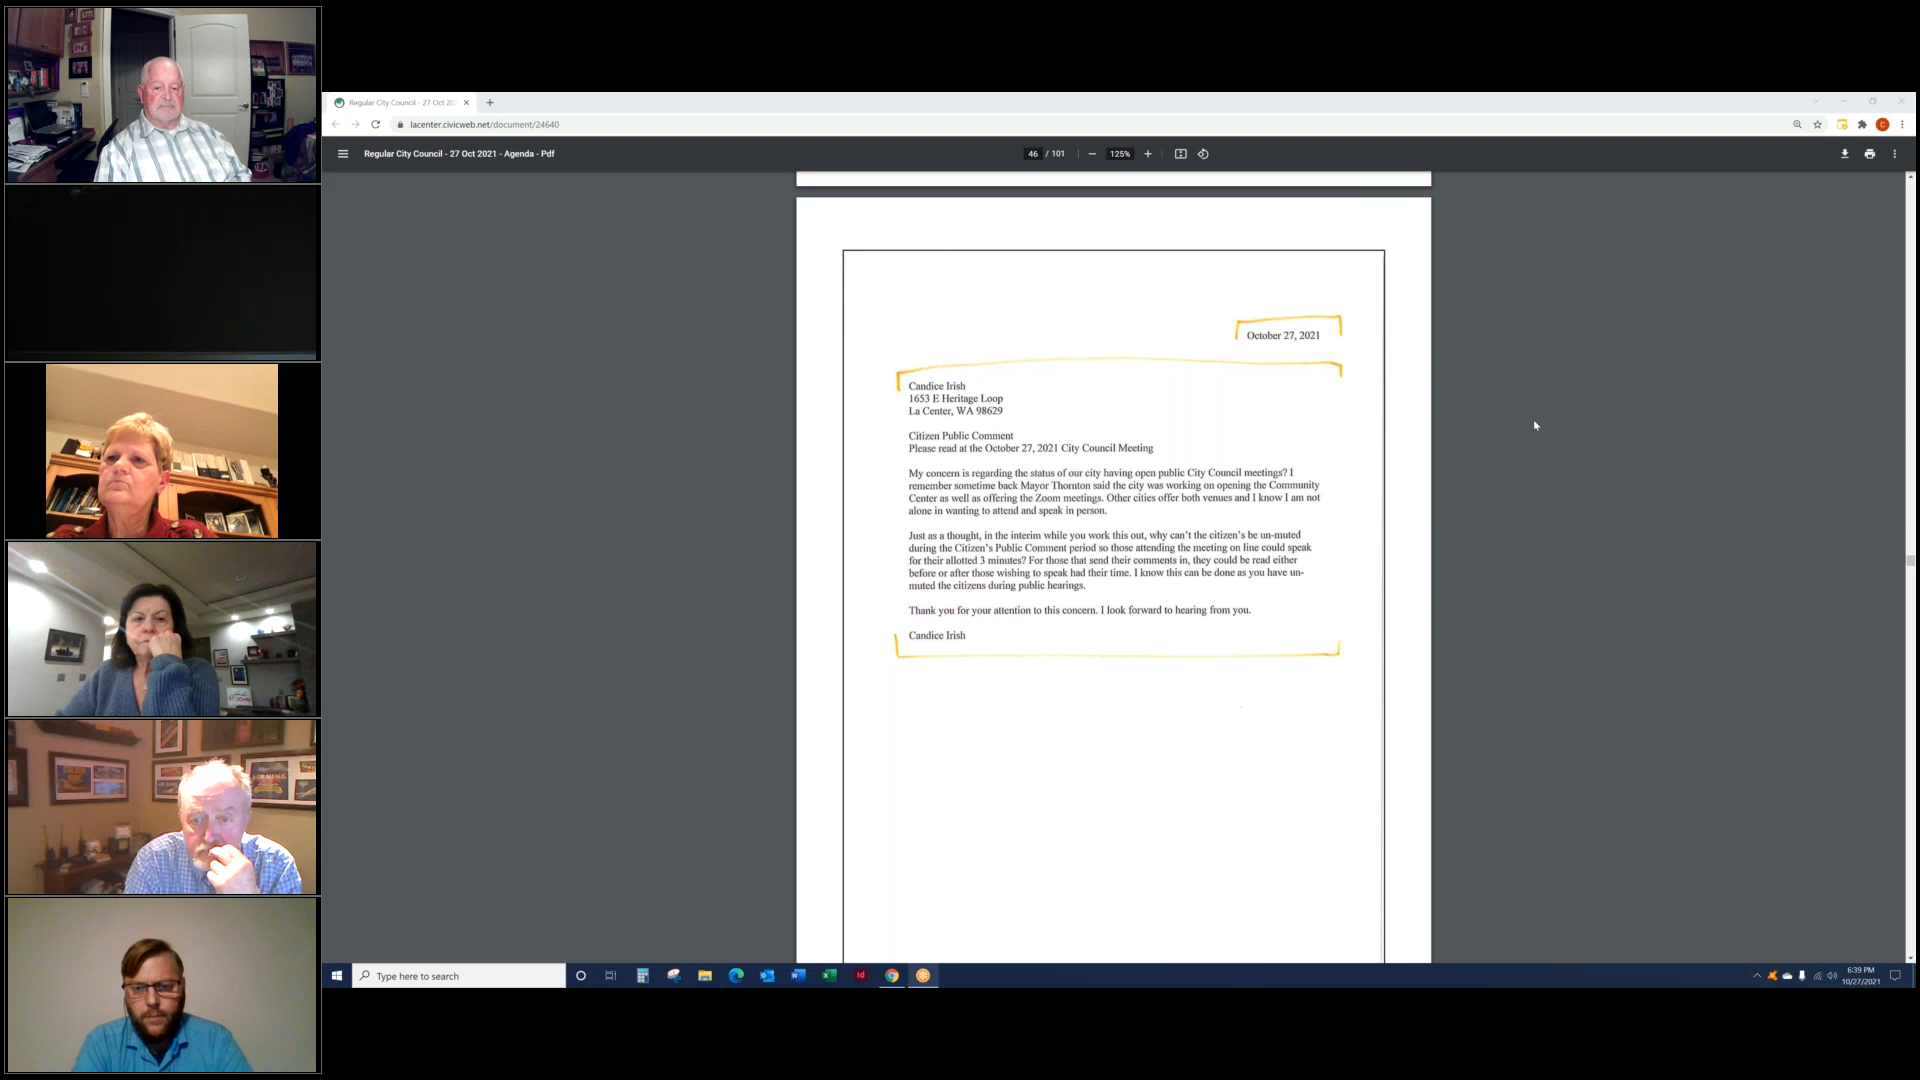 Regular City Council - 27 Oct 20
lacenter.civicweb.net/document/24640
Regular City Council - 27 Oct 2021 - Agenda - Pdf
46 / 101
125%
October 27, 2021
Candice Irish
1653 E Heritage Loop
La Center, WA 98629
Citizen Public Comment
Please read at the October 27, 2021 City Council Meeting
My concern is regarding the status of our city having open public City Council meetings? I
remember sometime back Mayor Thornton said the city was working on opening the Community
Center as well as offering the Zoom meetings. Other cities offer both venues and I know I am not
alone in wanting to attend and speak in person.
Just as a thought, in the interim while you work this out, why can't the citizen's be un-muted
during the Citizen's Public Comment period so those attending the meeting on line could speak
for their allotted 3 minutes? For those that send their comments in, they could be read either
before or after those wishing to speak had their time. I know this can be done as you have un-
muted the citizens during public hearings.
Thank you for your attention to this concern. I look forward to hearing from you.
Candice Irish
Type here to search
6:39 PM
10/27/2021